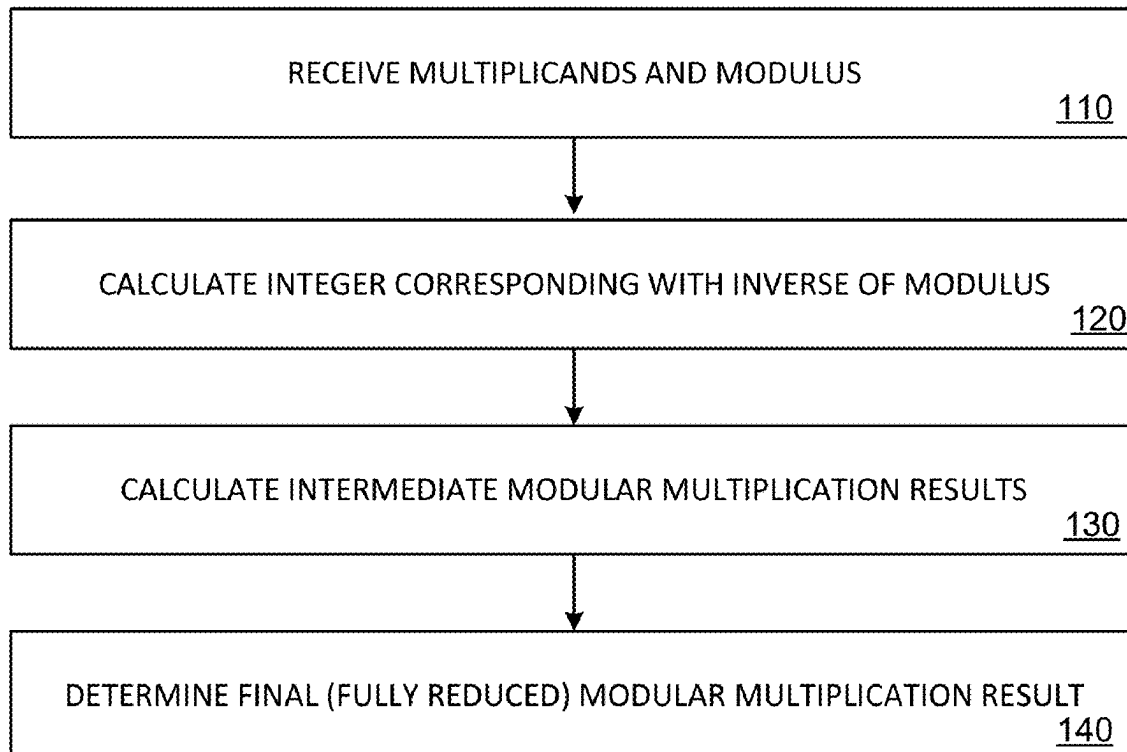 RECEIVE MULTIPLICANDS AND MODULUS
110
CALCULATE INTEGER CORRESPONDING WITH INVERSE OF MODULUS
120
CALCULATE INTERMEDIATE MODULAR MULTIPLICATION RESULTS
130
DETERMINE FINAL (FULLY REDUCED) MODULAR MULTIPLICATION RESULT
140